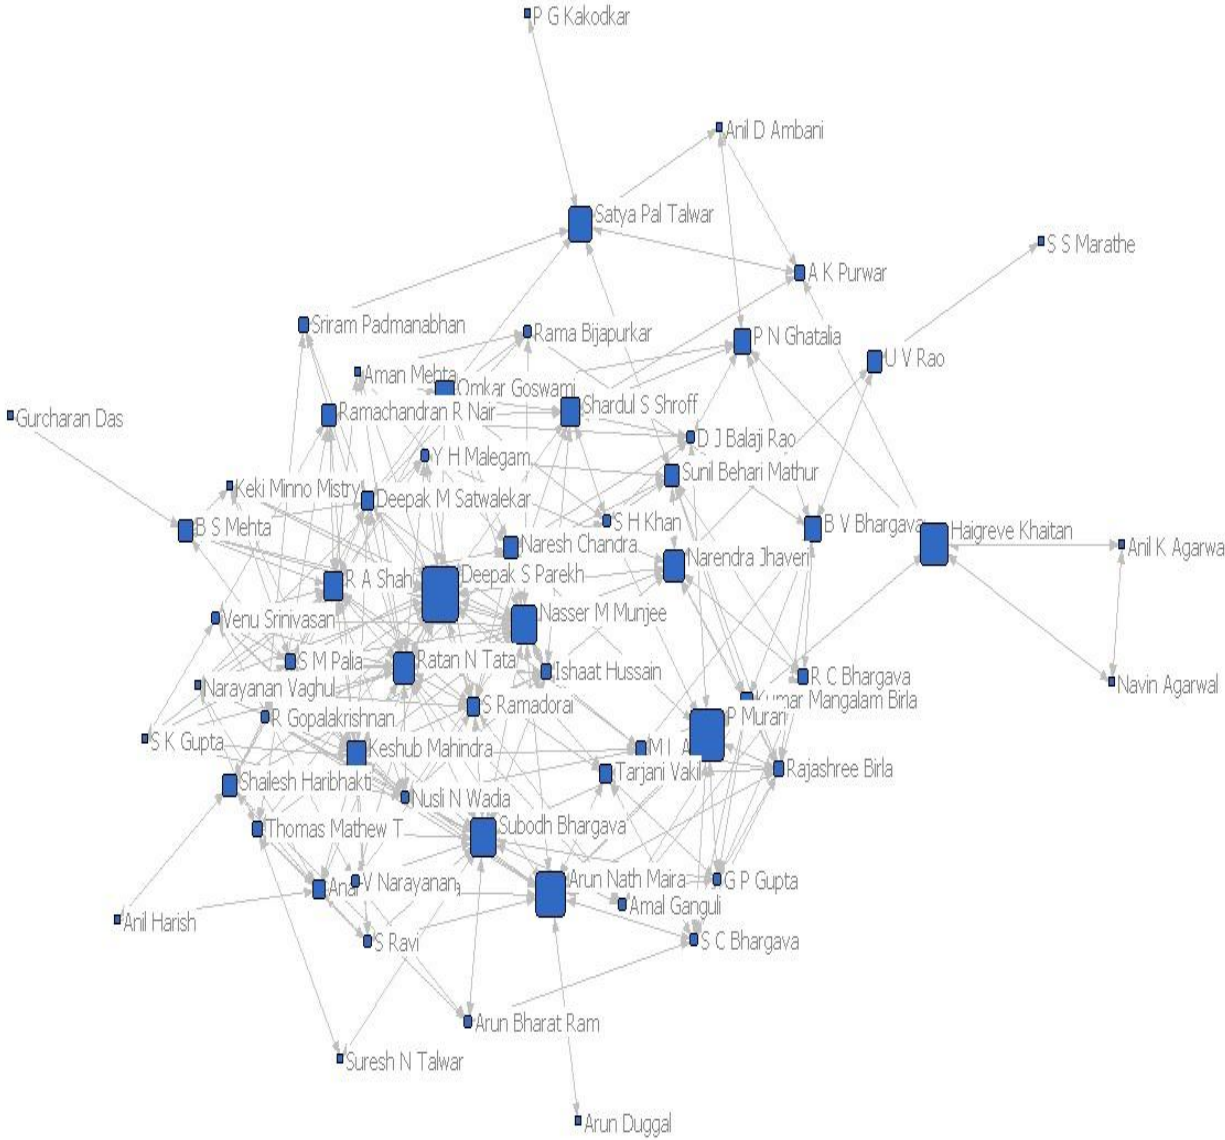 P G Kakodkar
Anil D Ambani
Satya Pal Talwar
S S Marathe
A K Purwar
Sriram Padmanabhan
Rama Bijapurkar
P N Ghatalia
U V Rao
Aman Mehta
Omkar Goswami
Gurcharan Das
Ramachandran R Nair
Shardul S Shroff
D J Balaji Rao
Y H Malegam
Sunil Behari Mathur
Keki Minno Mistry
Deepak M Satwalekar
B S Mehta
S H Khan
B V Bhargava
Haigreve Khaitan
Naresh Chandra
Anil K Agarwa
Narendra Jhaveri
R A Shah
Deepak S Parekh
Nasser M Munjee
Venu Srinivasan
S M Palia
Ratan N Tata
Ishaat Hussain
R C Bhargava
Navin Agarwal
Narayanan Vaghul
Kumar Mangalam Birla
S Ramadorai
R Gopalakrishnan
P Murari
S K Gupta
Keshub Mahindra
M L A
Tarjani Vakil
Rajashree Birla
Shailesh Haribhakti
Nusli N Wadia
Thomas Mathew T
Subodh Bhargava
V Narayanan
Arun Nath Maira
G P Gupta
Amal Ganguli
Anil Harish
S Ravi
S C Bhargava
Arun Bharat Ram
Suresh N Talwar
Arun Duggal